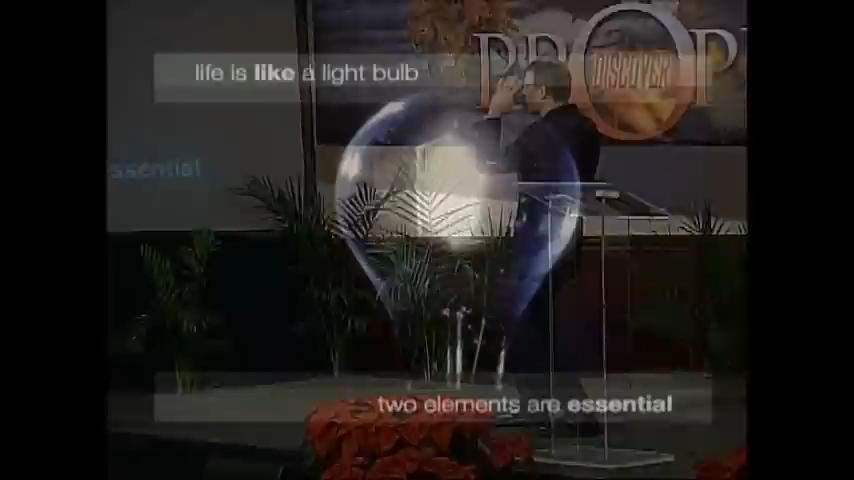 life is like a light bulb
DISCOVER
essential
two elements are essential